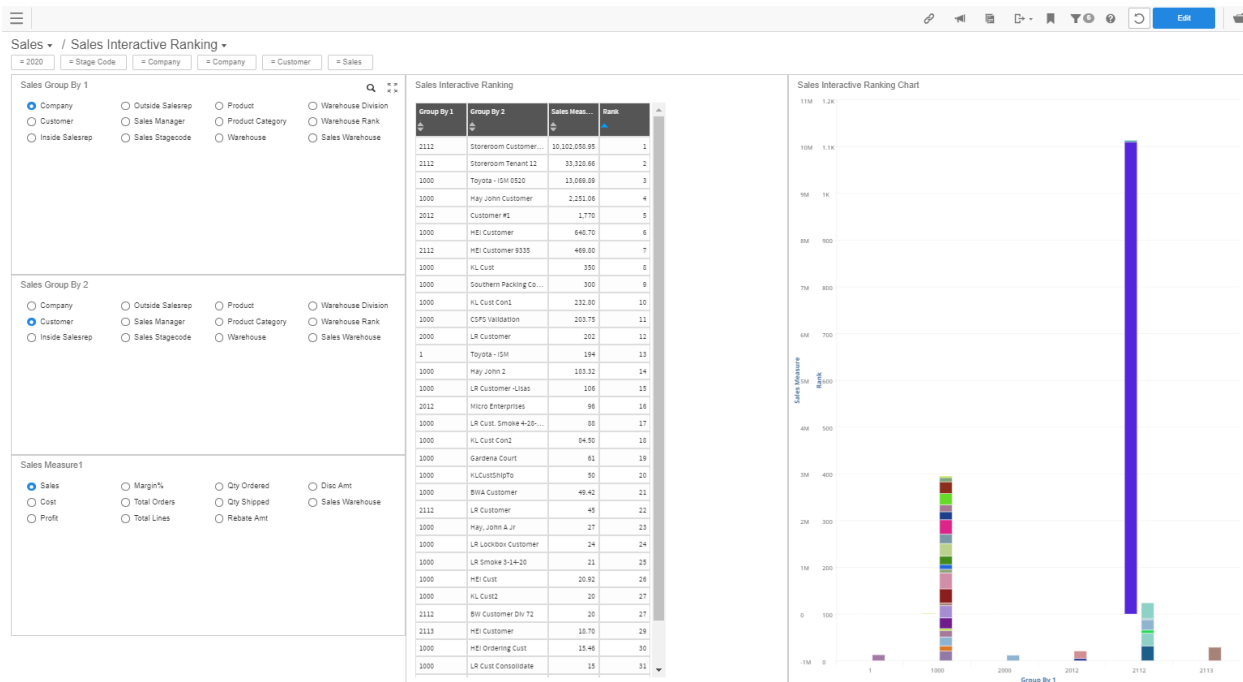 Edit
Sales / Sales Interactive Ranking
= 2020 = Stage Code = Company = Company = Customer = Sales
Sales Group By 1
Company Outside Salesrep Product Warehouse Division
Customer Sales Manager Product Category Warehouse Rank
Inside Salesrep Sales Stagecode Warehouse Sales Warehouse
Sales Group By 2
Company Outside Salesrep Product Warehouse Division
Customer Sales Manager Product Category Warehouse Rank
Inside Salesrep Sales Stagecode Warehouse Sales Warehouse
Sales Measure1
Sales Margin% Qty Ordered Disc Amt
Cost Total Orders Qty Shipped Sales Warehouse
Profit Total Lines Rebate Amt
Sales Interactive Ranking
Group By 1 Group By 2 Sales Meas... Rank
2112 Storeroom Customer... 10,102,058.95 1
2112 Storeroom Tenant 12 33,328.66 2
1000 Toyota - ISM 0520 13,069.89 3
1000 Hay John Customer 2,251.06 4
2012 Customer #1 1,770 5
1000 HEI Customer 648.70 6
2112 HEI Customer 9335 469.80 7
1000 KL Cust 350 8
1000 Southern Packing Co... 300 9
1000 KL Cust Con1 232.80 10
1000 CSPS Validation 203.75 11
2000 LR Customer 202 12
1 Toyota - ISM 194 13
1000 Hay John 2 183.32 14
1000 LR Customer -Lisas 106 15
2012 Micro Enterprises 96 16
1000 LR Cust. Smoke 4-28-... 88 17
1000 KL Cust Con2 84.50 18
1000 Gardena Court 61 19
1000 KLCustShipTo 50 20
1000 BWA Customer 49.42 21
2112 LR Customer 45 22
1000 Hay, John A Jr 27 23
1000 LR Lockbox Customer 24 24
1000 LR Smoke 3-14-20 21 25
1000 HEI Cust 20.92 26
1000 KL Cust2 20 27
2112 BW Customer Div 72 20 27
2113 HEI Customer 18.70 29
1000 HEI Ordering Cust 15.46 30
1000 LR Cust Consolidate 15 31
Sales Interactive Ranking Chart
11M 1.2K
10M 1.1K
9M 1K
8M 900
7M 800
6M 700
5M 600
4M 500
3M 400
2M 300
1M 200
0 100
-1M 0
Sales Measure
Rank
1 1000 2000 2012 2112 2113
Group By 1